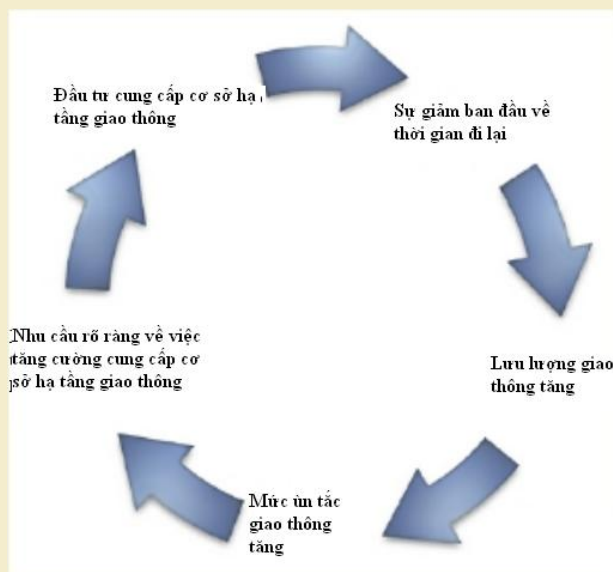 Đầu tư cung cấp cơ sở hạ
tầng giao thông
Sự giảm ban đầu về
thời gian đi lại
Lưu lượng giao
thông tăng
Mức ùn tắc
giao thông
tăng
Nhu cầu rõ ràng về việc
tăng cường cung cấp cơ
sở hạ tầng giao thông